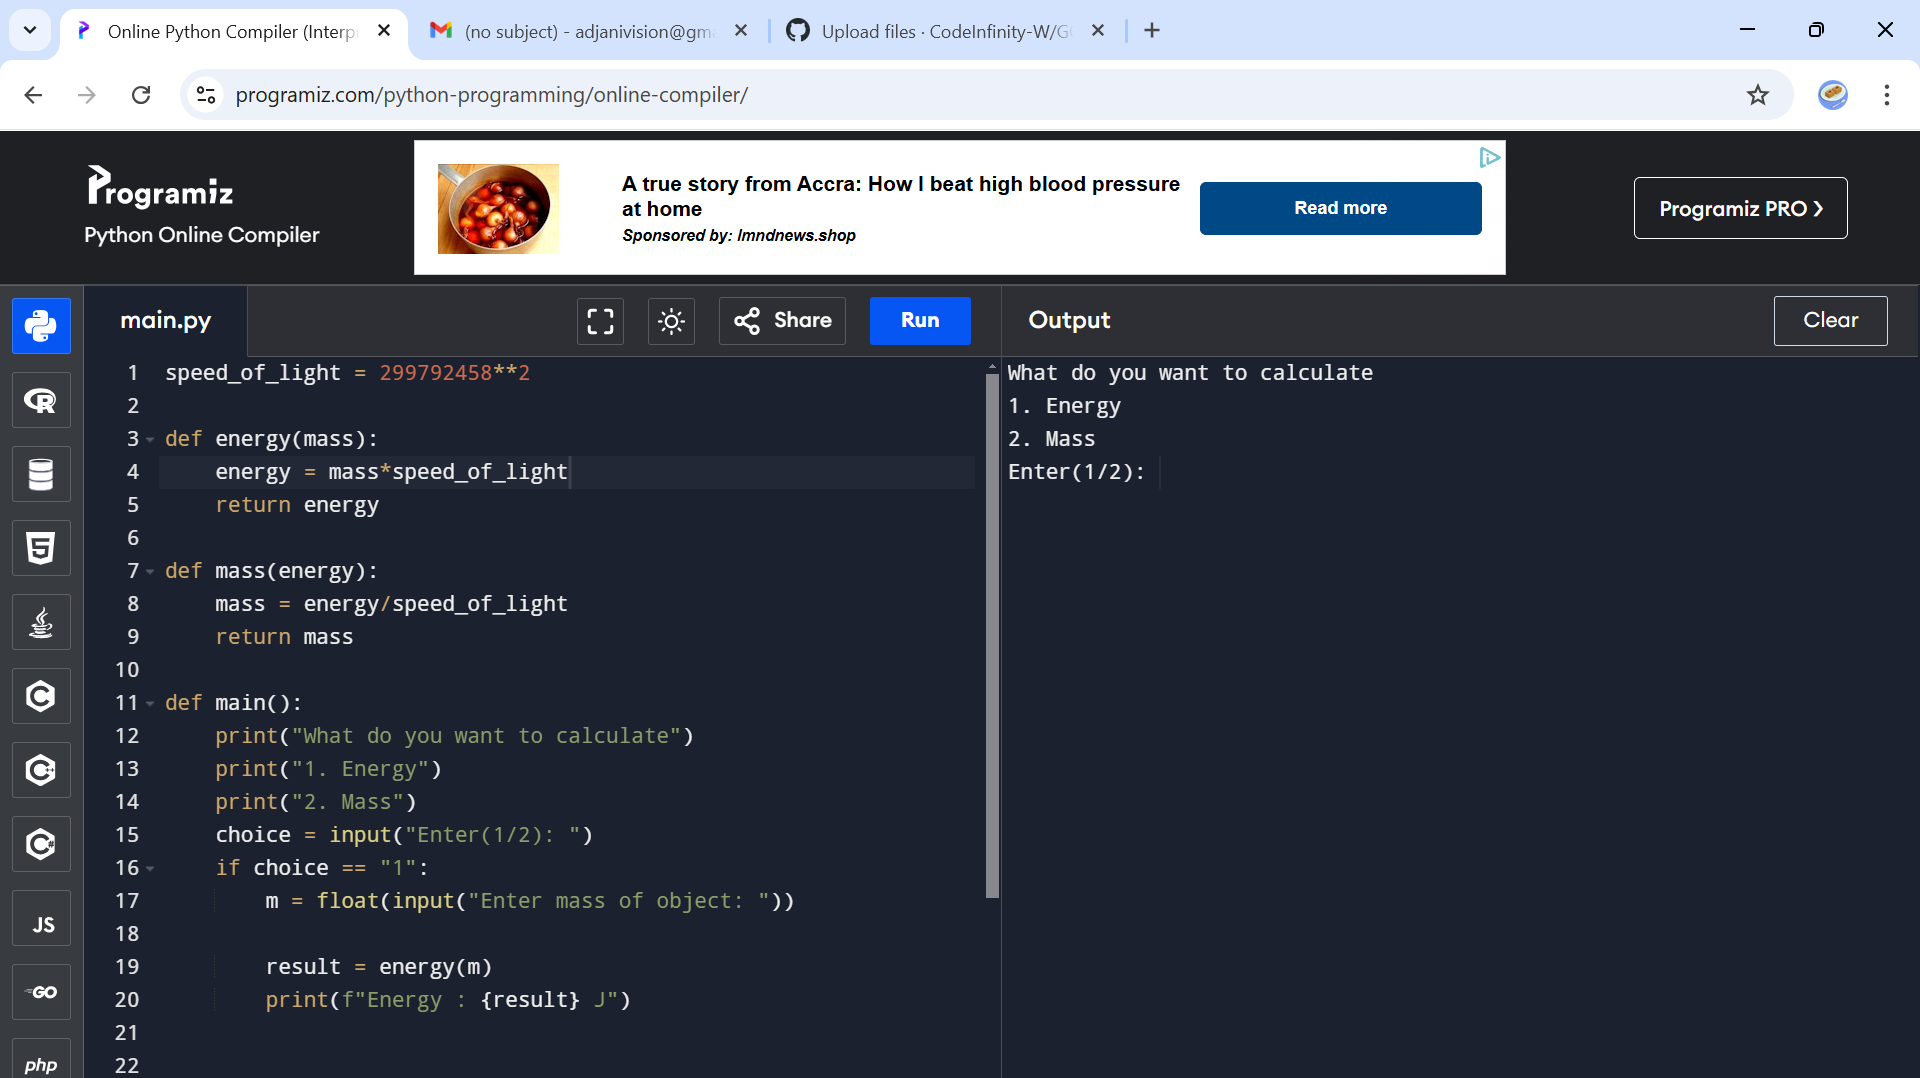 Online Python Compiler (Interp
(no subject) - adjanivision@gma
Upload files · CodeInfinity-W/G
programiz.com/python-programming/online-compiler/
Programiz
Python Online Compiler
A true story from Accra: How I beat high blood pressure
at home
Sponsored by: lmndnews.shop
Read more
Programiz PRO ❯
main.py
Share
Run
Output
Clear
1 speed_of_light = 299792458**2
2
3 def energy(mass):
4     energy = mass*speed_of_light
5     return energy
6
7 def mass(energy):
8     mass = energy/speed_of_light
9     return mass
10
11 def main():
12     print("What do you want to calculate")
13     print("1. Energy")
14     print("2. Mass")
15     choice = input("Enter(1/2): ")
16     if choice == "1":
17         m = float(input("Enter mass of object: "))
18
19         result = energy(m)
20         print(f"Energy : {result} J")
21
22
What do you want to calculate
1. Energy
2. Mass
Enter(1/2):
R
5
C
C++
C#
JS
GO
php